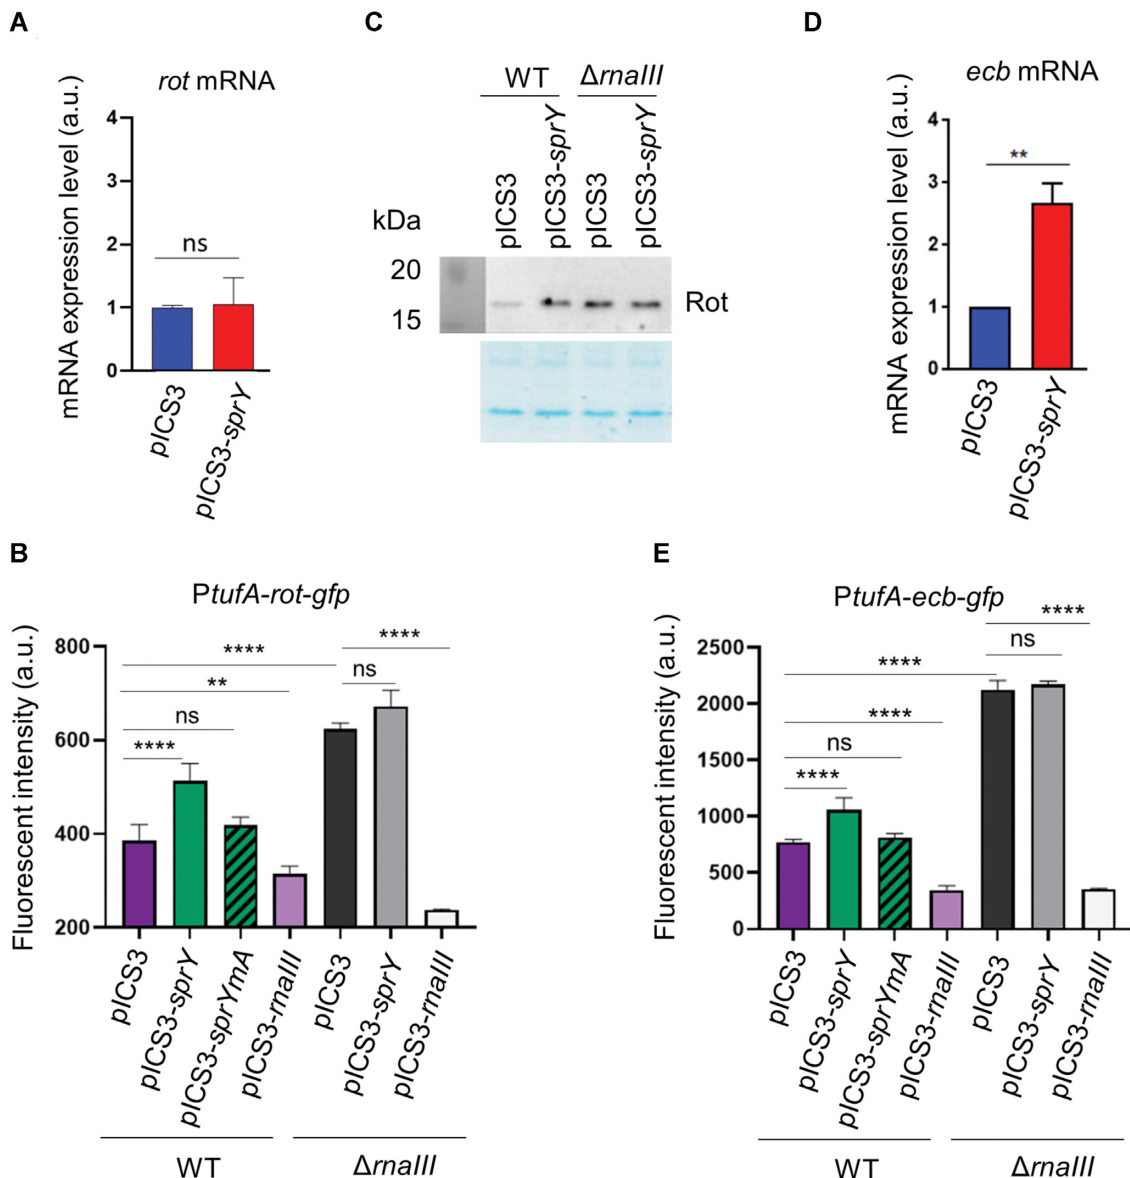 A
rot mRNA
mRNA expression level (a.u.)
4
3
2
1
0
ns
pICS3
pICS3-sprY
C
WT
ΔrnaIII
pICS3
pICS3-sprY
pICS3
pICS3-sprY
kDa
20
15
Rot
D
ecb mRNA
mRNA expression level (a.u.)
4
3
2
1
0
**
pICS3
pICS3-sprY
B
PtufA-rot-gfp
Fluorescent intensity (a.u.)
800
600
400
200
****
**
ns
****
****
ns
pICS3
pICS3-sprY
pICS3-sprYmA
pICS3-rnaIII
pICS3
pICS3-sprY
pICS3-rnaIII
WT
ΔrnaIII
E
PtufA-ecb-gfp
Fluorescent intensity (a.u.)
2500
2000
1500
1000
500
0
****
ns
****
****
ns
****
pICS3
pICS3-sprY
pICS3-sprYmA
pICS3-rnaIII
pICS3
pICS3-sprY
pICS3-rnaIII
WT
ΔrnaIII